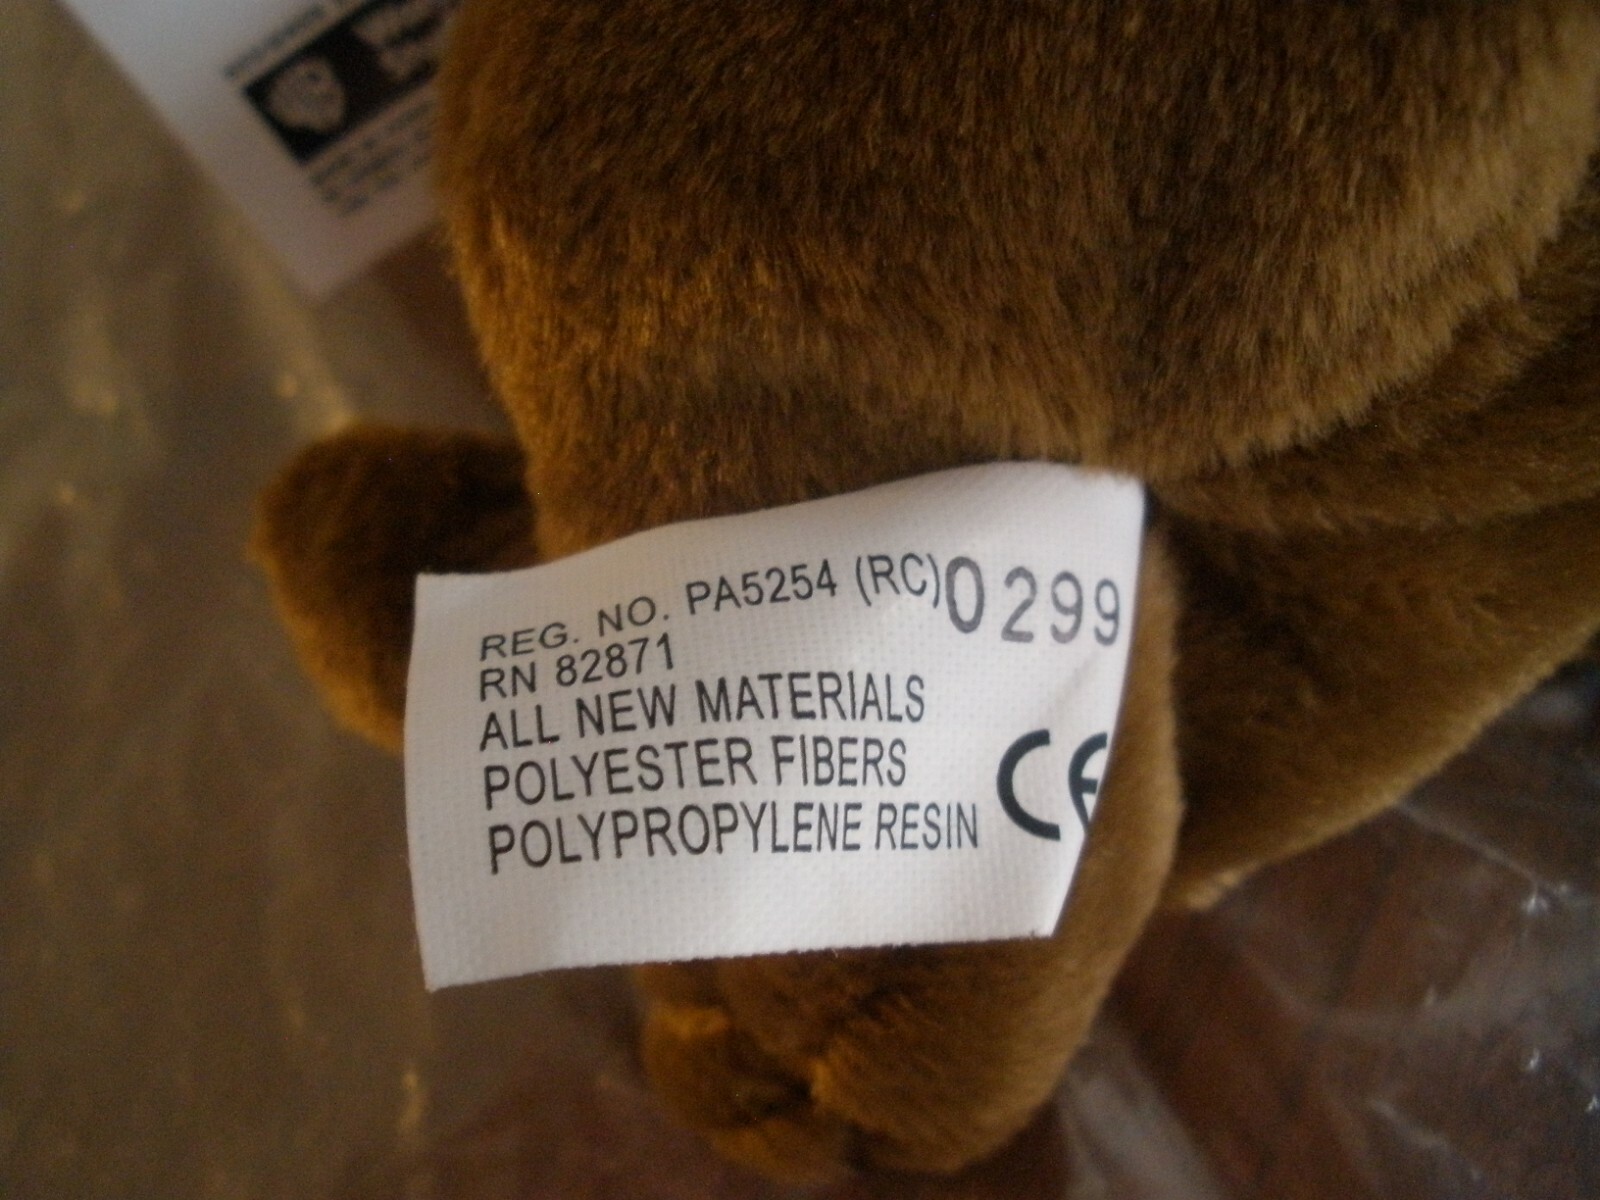 REG. NO. PA5254 (RC) 0299
RN 82871
ALL NEW MATERIALS
POLYESTER FIBERS
POLYPROPYLENE RESIN
CE